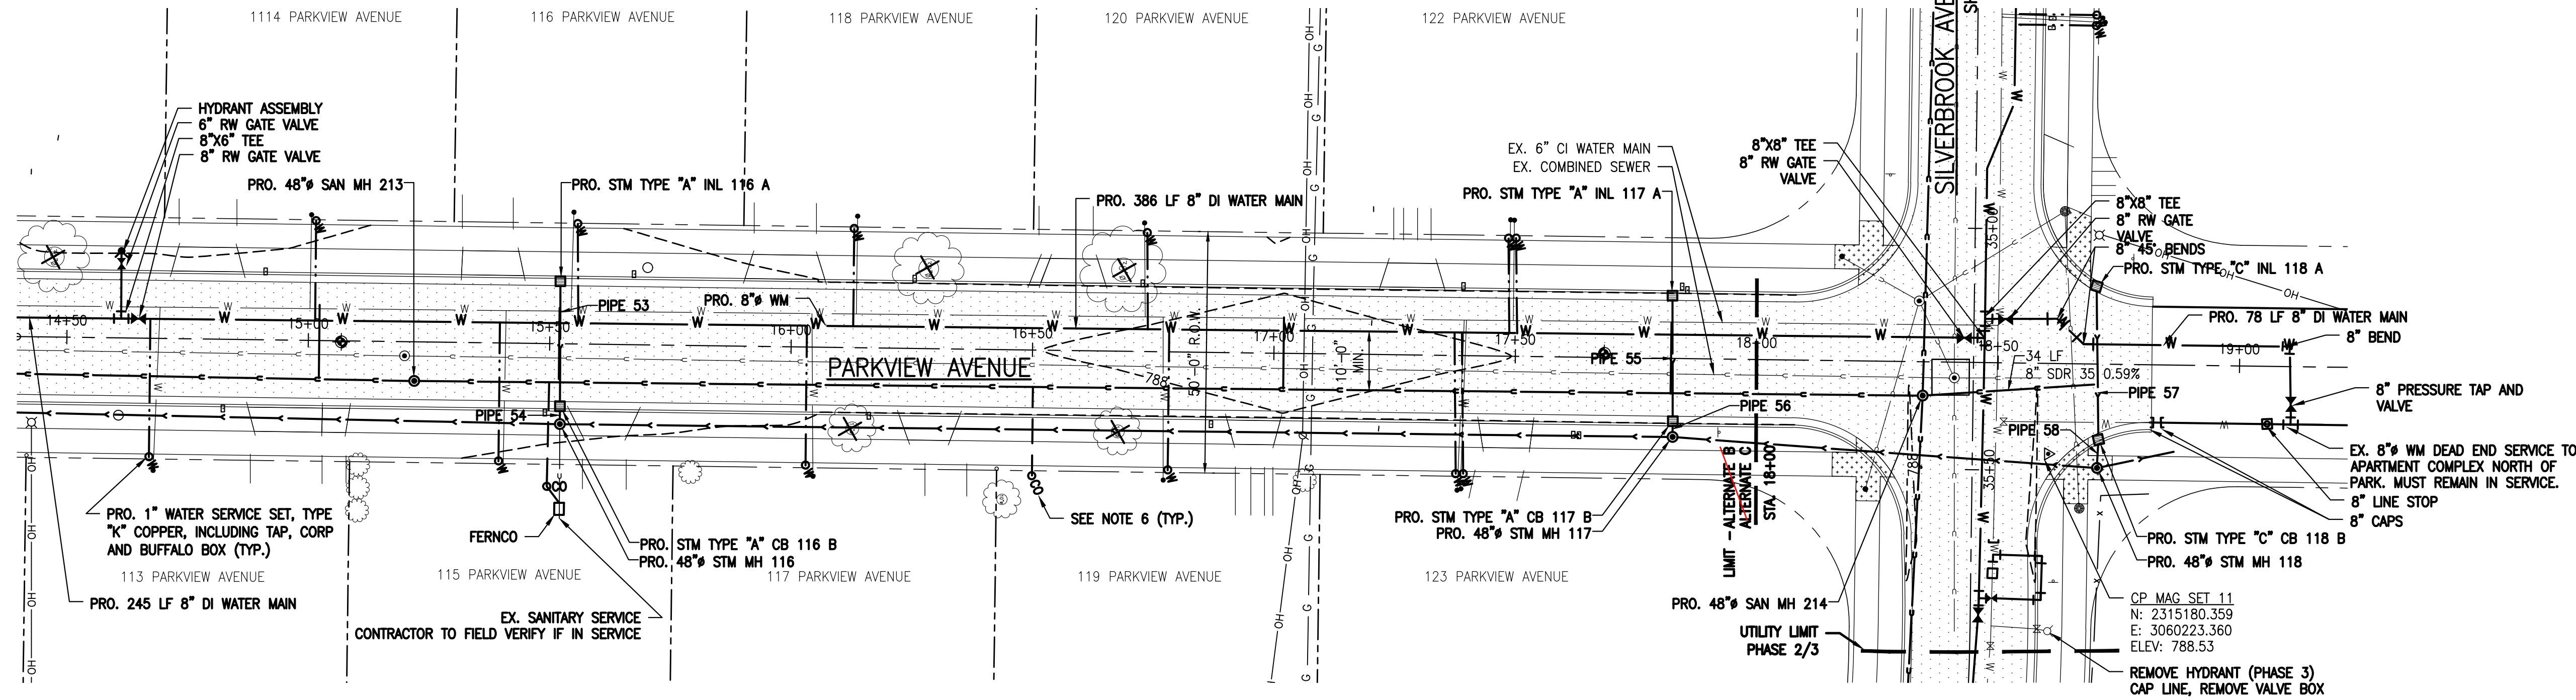 1114 PARKVIEW AVENUE
116 PARKVIEW AVENUE
118 PARKVIEW AVENUE
120 PARKVIEW AVENUE
122 PARKVIEW AVENUE
SILVERBROOK AVE
HYDRANT ASSEMBLY
6" RW GATE VALVE
8"X6" TEE
8" RW GATE VALVE
PRO. 48"ø SAN MH 213
PRO. STM TYPE "A" INL 116 A
PRO. 386 LF 8" DI WATER MAIN
EX. 6" CI WATER MAIN
EX. COMBINED SEWER
PRO. STM TYPE "A" INL 117 A
8"X8" TEE
8" RW GATE
VALVE
8"X8" TEE
8" RW GATE
VALVE
8" 45° BENDS
PRO. STM TYPE "C" INL 118 A
PIPE 53
PRO. 8"ø WM
14+50
15+00
15+50
16+00
16+50
17+00
17+50
18+00
18+50
19+00
35+00
35+50
PARKVIEW AVENUE
788
50'-0" R.O.W.
10'-0"
MIN.
PIPE 55
34 LF
8" SDR 35 0.59%
PRO. 78 LF 8" DI WATER MAIN
8" BEND
PIPE 54
PIPE 56
PIPE 57
PIPE 58
788
8" PRESSURE TAP AND
VALVE
EX. 8"ø WM DEAD END SERVICE TO
APARTMENT COMPLEX NORTH OF
PARK. MUST REMAIN IN SERVICE.
8" LINE STOP
8" CAPS
PRO. STM TYPE "C" CB 118 B
PRO. 48"ø STM MH 118
CP MAG SET 11
N: 2315180.359
E: 3060223.360
ELEV: 788.53
REMOVE HYDRANT (PHASE 3)
CAP LINE, REMOVE VALVE BOX
PRO. 1" WATER SERVICE SET, TYPE
"K" COPPER, INCLUDING TAP, CORP
AND BUFFALO BOX (TYP.)
113 PARKVIEW AVENUE
PRO. 245 LF 8" DI WATER MAIN
CO
FERNCO
PRO. STM TYPE "A" CB 116 B
PRO. 48"ø STM MH 116
115 PARKVIEW AVENUE
117 PARKVIEW AVENUE
EX. SANITARY SERVICE
CONTRACTOR TO FIELD VERIFY IF IN SERVICE
CO
SEE NOTE 6 (TYP.)
119 PARKVIEW AVENUE
PRO. STM TYPE "A" CB 117 B
PRO. 48"ø STM MH 117
123 PARKVIEW AVENUE
LIMIT - ALTERNATE B
ALTERNATE C
STA. 18+00
PRO. 48"ø SAN MH 214
UTILITY LIMIT
PHASE 2/3